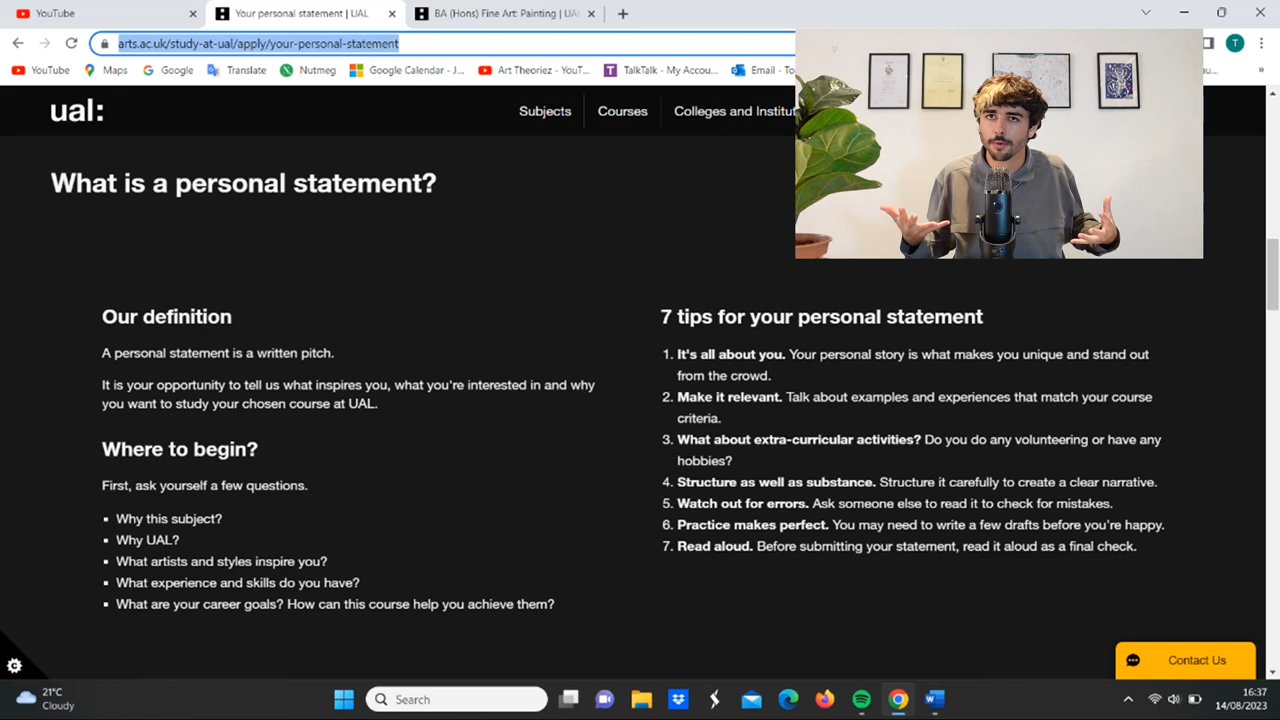 YouTube
Your personal statement | UAL
BA (Hons) Fine Art: Painting | UAL
arts.ac.uk/study-at-ual/apply/your-personal-statement
YouTube Maps Google Translate Nutmeg Google Calendar - J... Art Theoriez - YouT... TalkTalk - My Accou... Email - To
T
ual:
Subjects Courses Colleges and Institut
What is a personal statement?
Our definition
A personal statement is a written pitch.
It is your opportunity to tell us what inspires you, what you're interested in and why
you want to study your chosen course at UAL.
Where to begin?
First, ask yourself a few questions.
▪ Why this subject?
▪ Why UAL?
▪ What artists and styles inspire you?
▪ What experience and skills do you have?
▪ What are your career goals? How can this course help you achieve them?
7 tips for your personal statement
1. It's all about you. Your personal story is what makes you unique and stand out
from the crowd.
2. Make it relevant. Talk about examples and experiences that match your course
criteria.
3. What about extra-curricular activities? Do you do any volunteering or have any
hobbies?
4. Structure as well as substance. Structure it carefully to create a clear narrative.
5. Watch out for errors. Ask someone else to read it to check for mistakes.
6. Practice makes perfect. You may need to write a few drafts before you're happy.
7. Read aloud. Before submitting your statement, read it aloud as a final check.
Contact Us
21°C
Cloudy
Search
16:37
14/08/2023